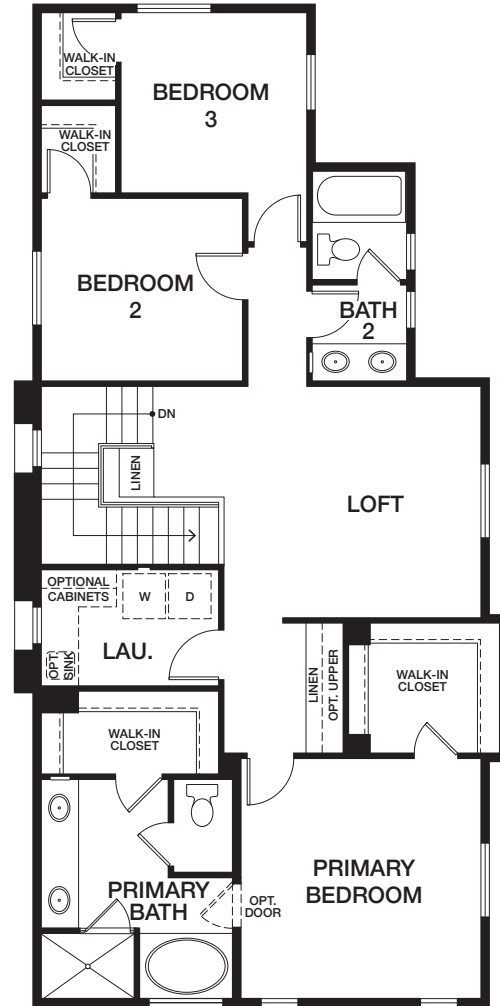 WALK-IN
CLOSET
BEDROOM
3
WALK-IN
CLOSET
BEDROOM
2
BATH
2
DN
LINEN
LOFT
OPTIONAL
CABINETS
W
D
OPT.
SINK
LAU.
LINEN
OPT. UPPER
WALK-IN
CLOSET
WALK-IN
CLOSET
PRIMARY
BEDROOM
PRIMARY
BATH
OPT.
DOOR